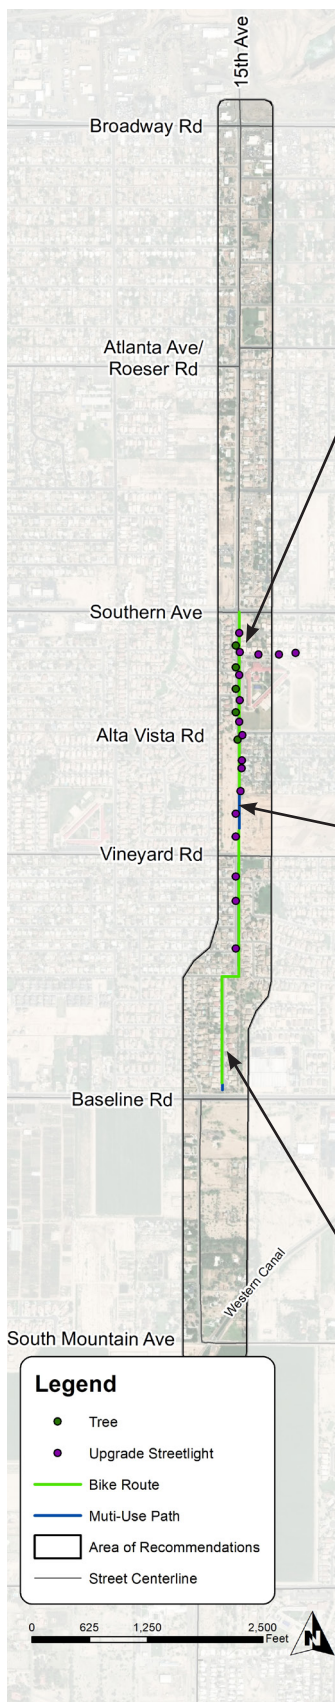 15th Ave
Broadway Rd
Atlanta Ave/
Roeser Rd
Southern Ave
Alta Vista Rd
Vineyard Rd
Baseline Rd
Western Canal
South Mountain Ave
Legend
Tree
Upgrade Streetlight
Bike Route
Muti-Use Path
Area of Recommendations
Street Centerline
0 625 1,250 2,500
Feet
N